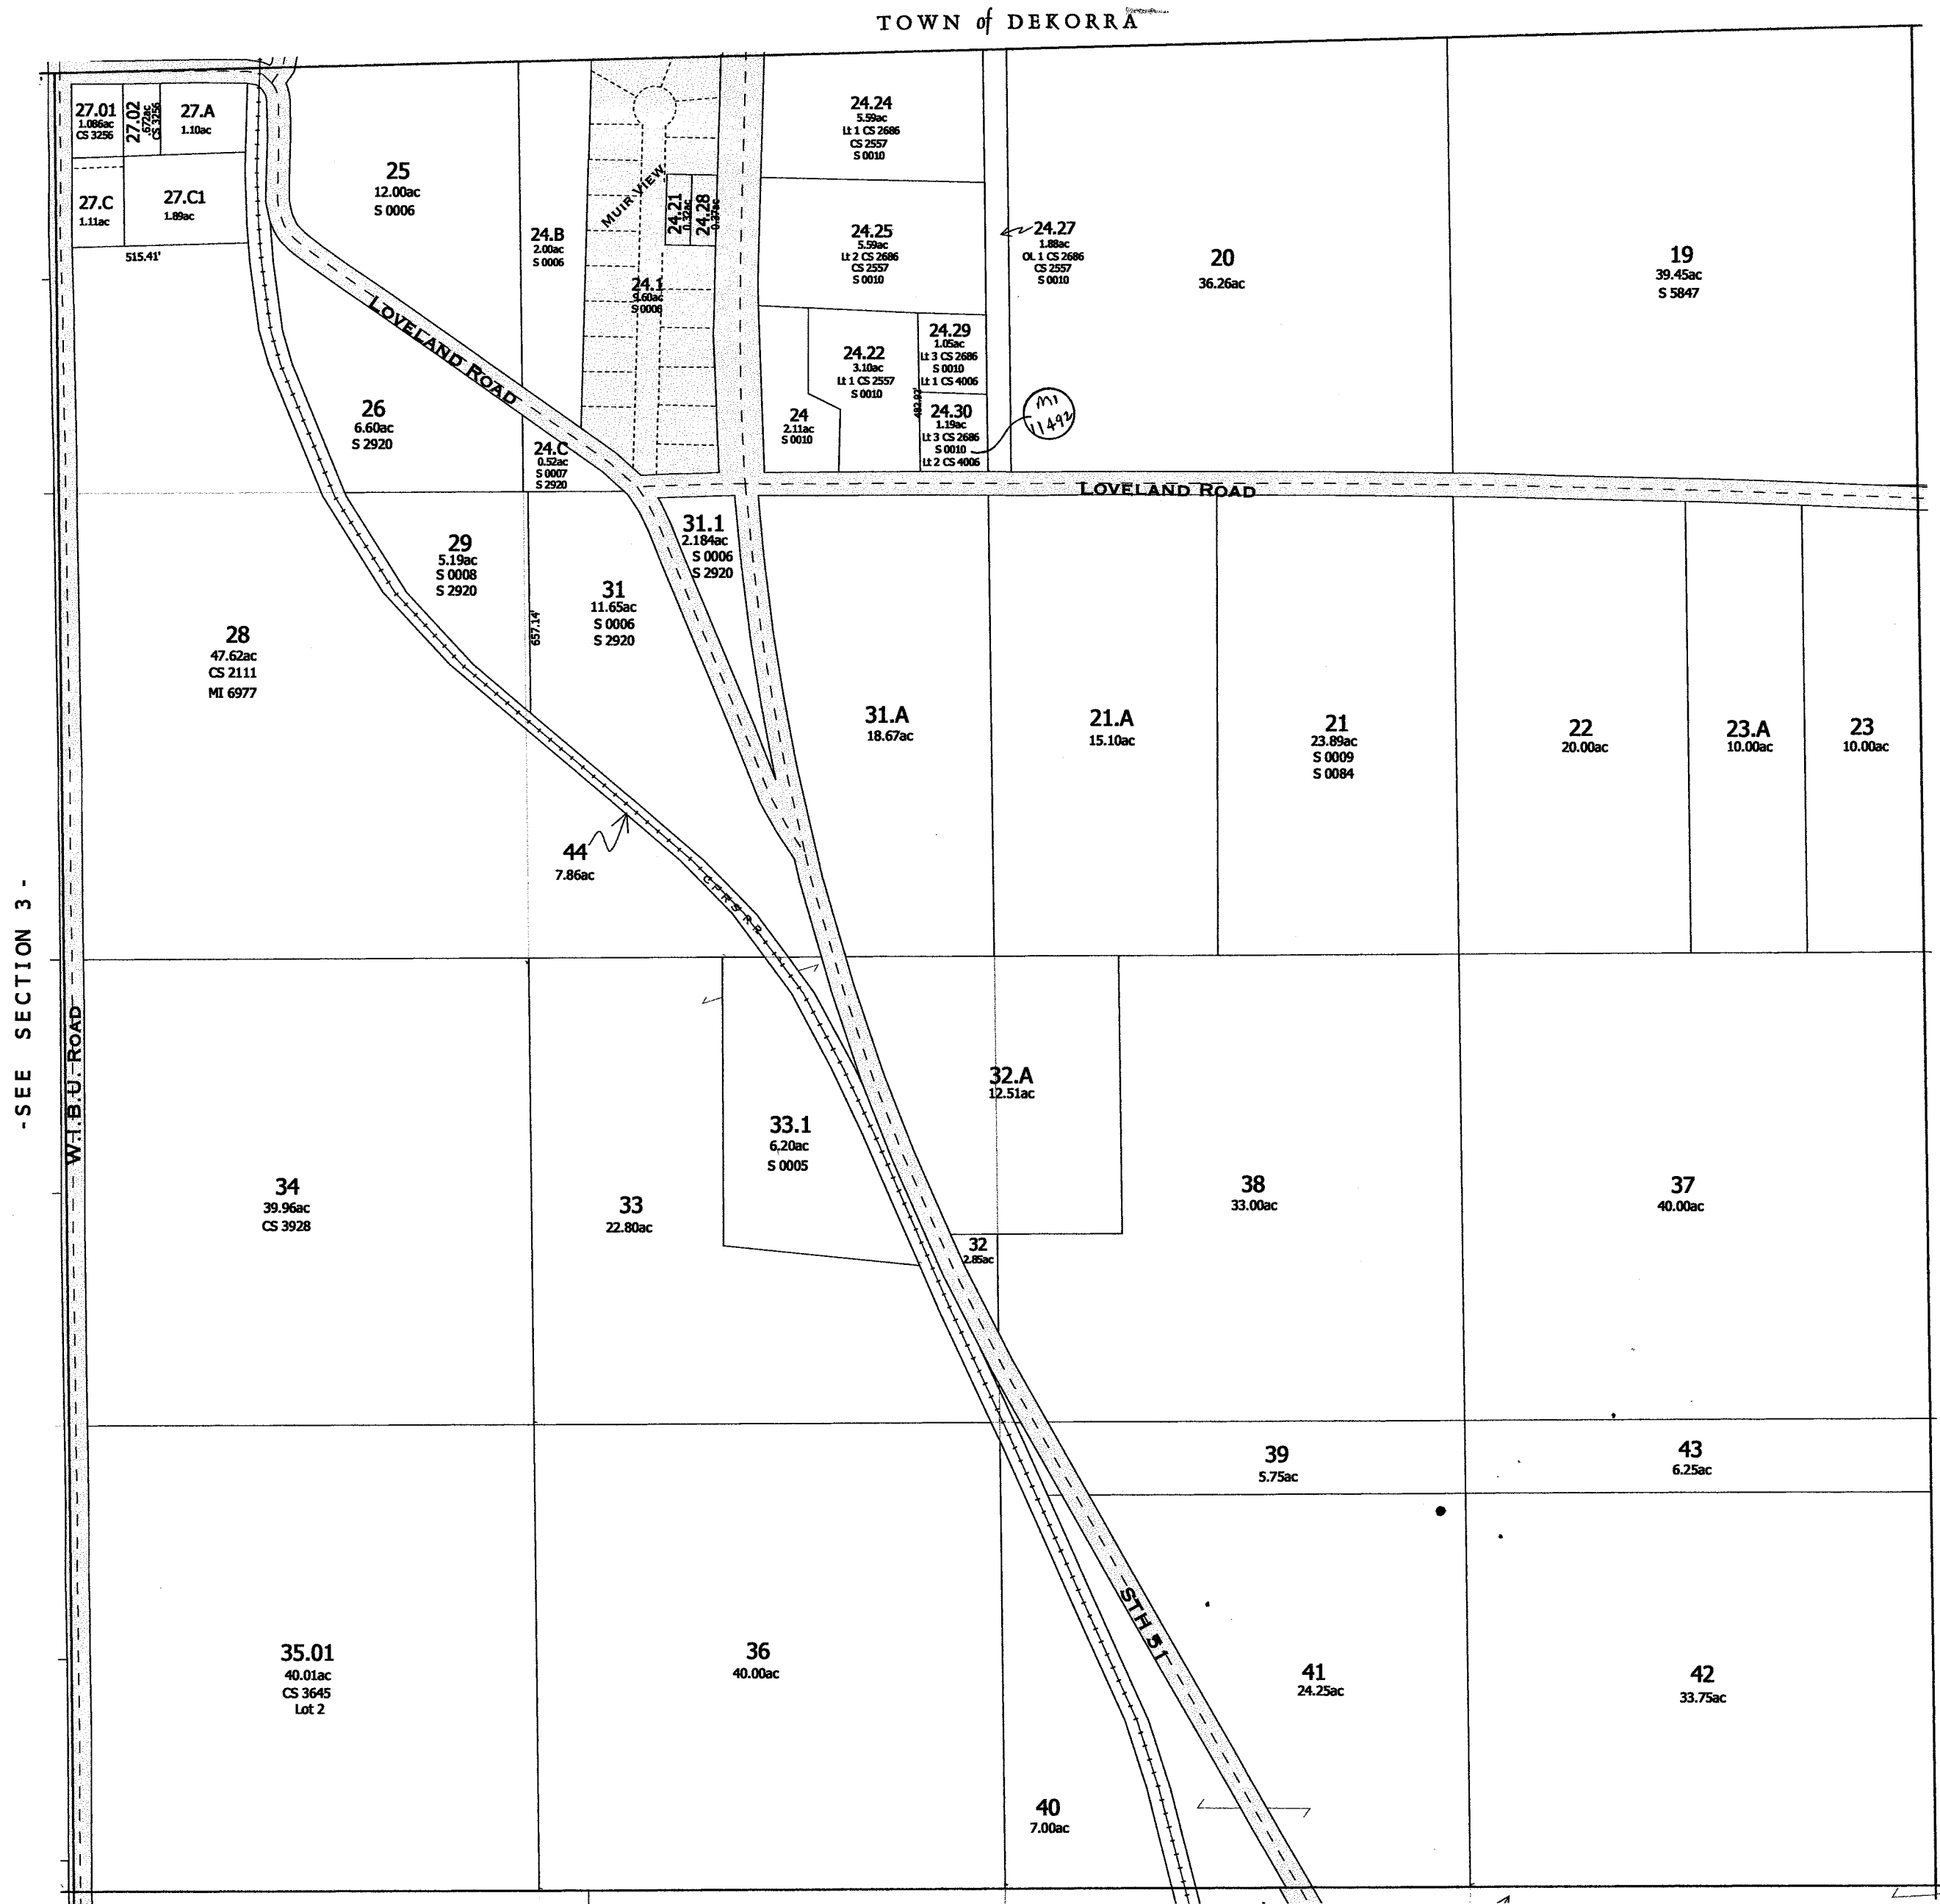 TOWN of DEKORRA
27.01
1.086ac
CS 3256
27.02
.672ac
CS 3256
27.A
1.10ac
27.C
1.11ac
27.C1
1.89ac
515.41'
25
12.00ac
S 0006
24.B
2.00ac
S 0006
MUIR VIEW
24.21
0.32ac
24.28
24.1
9.60ac
S 0006
24.24
5.59ac
Lt 1 CS 2686
CS 2557
S 0010
24.25
5.59ac
Lt 2 CS 2686
CS 2557
S 0010
24.27
1.88ac
OL 1 CS 2686
CS 2557
S 0010
20
36.26ac
19
39.45ac
S 5847
LOVELAND ROAD
26
6.60ac
S 2920
24.C
0.52ac
S 0007
S 2920
24
2.11ac
S 0010
24.22
3.10ac
Lt 1 CS 2557
S 0010
482.93'
24.29
1.05ac
Lt 3 CS 2686
S 0010
Lt 1 CS 4006
24.30
1.19ac
Lt 3 CS 2686
S 0010
Lt 2 CS 4006
MI
11492
LOVELAND ROAD
28
47.62ac
CS 2111
MI 6977
29
5.19ac
S 0008
S 2920
657.14'
31
11.65ac
S 0006
S 2920
31.1
2.184ac
S 0006
S 2920
31.A
18.67ac
21.A
15.10ac
21
23.89ac
S 0009
S 0084
22
20.00ac
23.A
10.00ac
23
10.00ac
44
7.86ac
C P R S R R
-SEE SECTION 3 -
W.I.B.U. ROAD
34
39.96ac
CS 3928
33
22.80ac
33.1
6.20ac
S 0005
32.A
12.51ac
32
2.85ac
38
33.00ac
37
40.00ac
39
5.75ac
43
6.25ac
35.01
40.01ac
CS 3645
Lot 2
36
40.00ac
STH 51
40
7.00ac
41
24.25ac
42
33.75ac